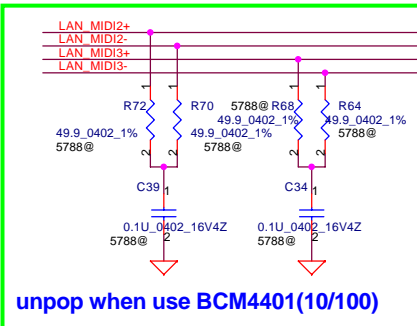 LAN_MIDI2+
LAN_MIDI2-
LAN_MIDI3+
LAN_MIDI3-
1 1 1 1
R72 R70 5788@ R68 R64
49.9_0402_1% 49.9_0402_1%
49.9_0402_1% 49.9_0402_1% 5788@
5788@ 5788@
2 2 2 2
C39 1 C34 1
0.1U_0402_16V4Z 0.1U_0402_16V4Z
5788@ 2 5788@ 2
unpop when use BCM4401(10/100)